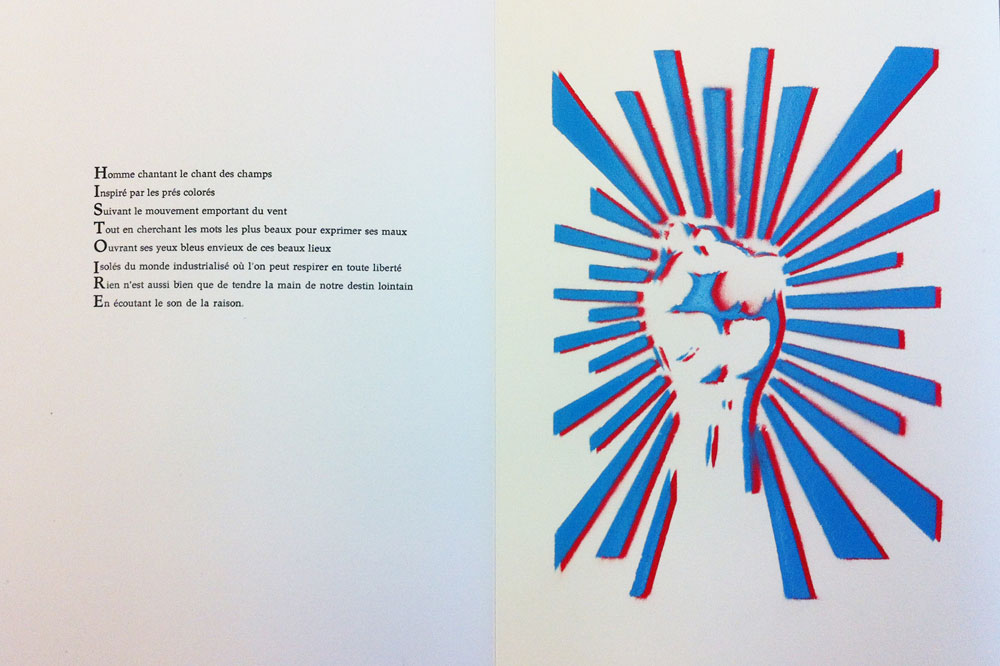 Homme chantant le chant des champs
Inspiré par les prés colorés
Suivant le mouvement emportant du vent
Tout en cherchant les mots les plus beaux pour exprimer ses maux
Ouvrant ses yeux bleus envieux de ces beaux lieux
Isolés du monde industrialisé où l'on peut respirer en toute liberté
Rien n'est aussi bien que de tendre la main de notre destin lointain
En écoutant le son de la raison.